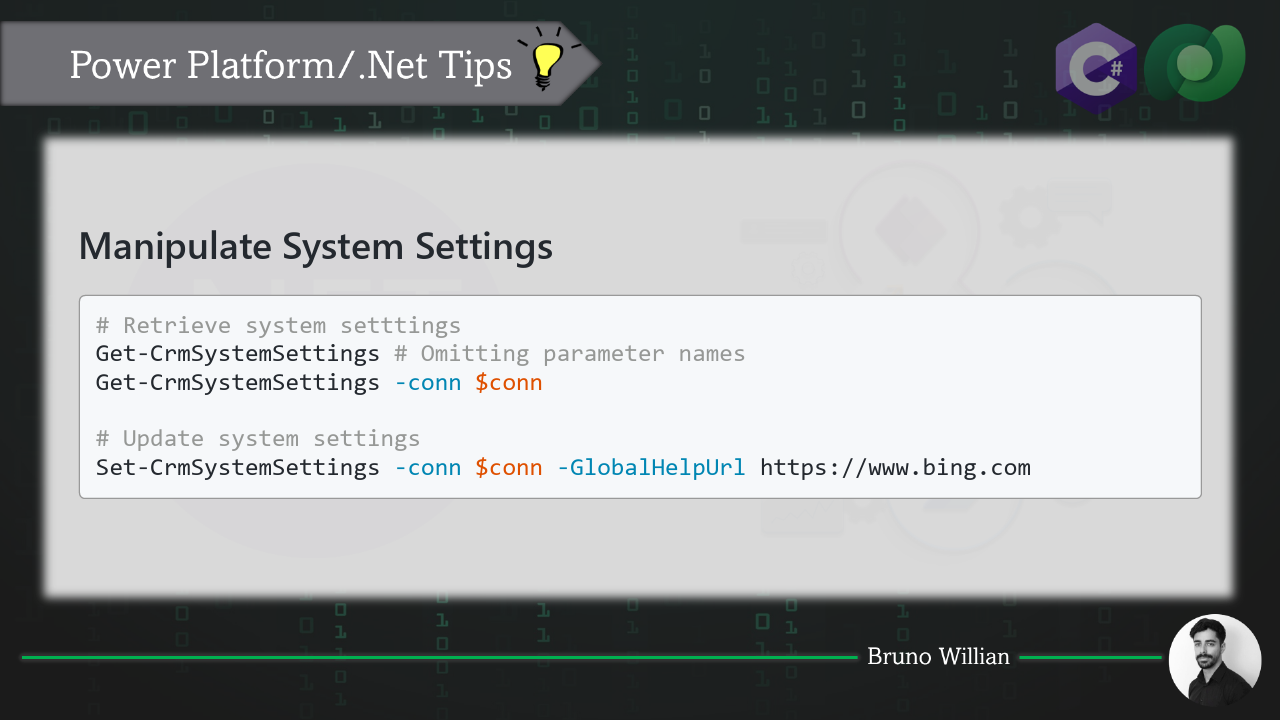 Power Platform/.Net Tips
C#
Manipulate System Settings
# Retrieve system setttings
Get-CrmSystemSettings # Omitting parameter names
Get-CrmSystemSettings -conn $conn
# Update system settings
Set-CrmSystemSettings -conn $conn -GlobalHelpUrl https://www.bing.com
Bruno Willian